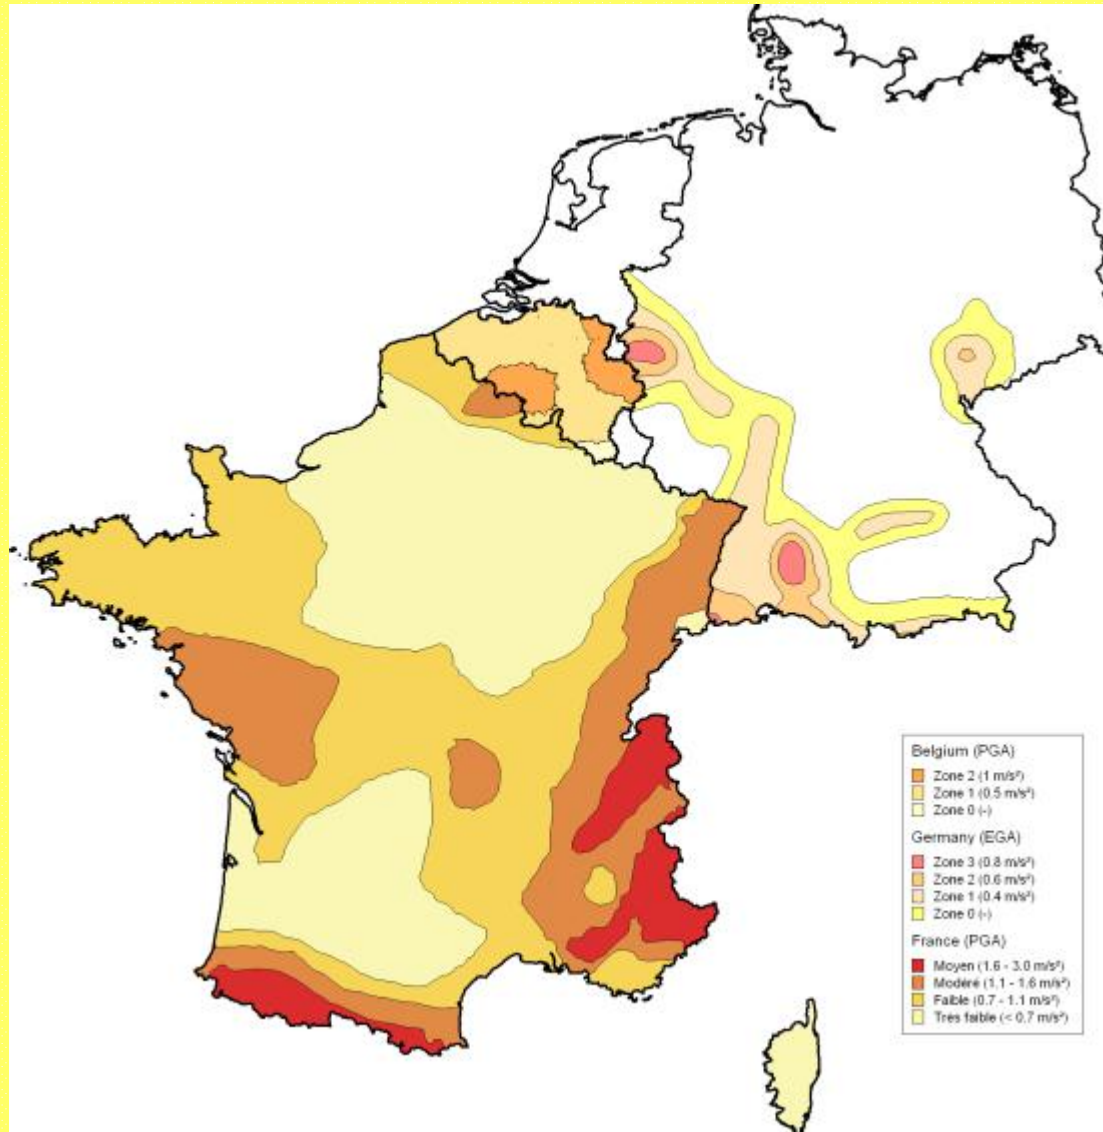 Belgium (PGA)
Zone 2 (1 m/s²)
Zone 1 (0.5 m/s²)
Zone 0 (-)
Germany (EGA)
Zone 3 (0.8 m/s²)
Zone 2 (0.6 m/s²)
Zone 1 (0.4 m/s²)
Zone 0 (-)
France (PGA)
Moyen (1.6 - 3.0 m/s²)
Modéré (1.1 - 1.6 m/s²)
Faible (0.7 - 1.1 m/s²)
Très faible (< 0.7 m/s²)